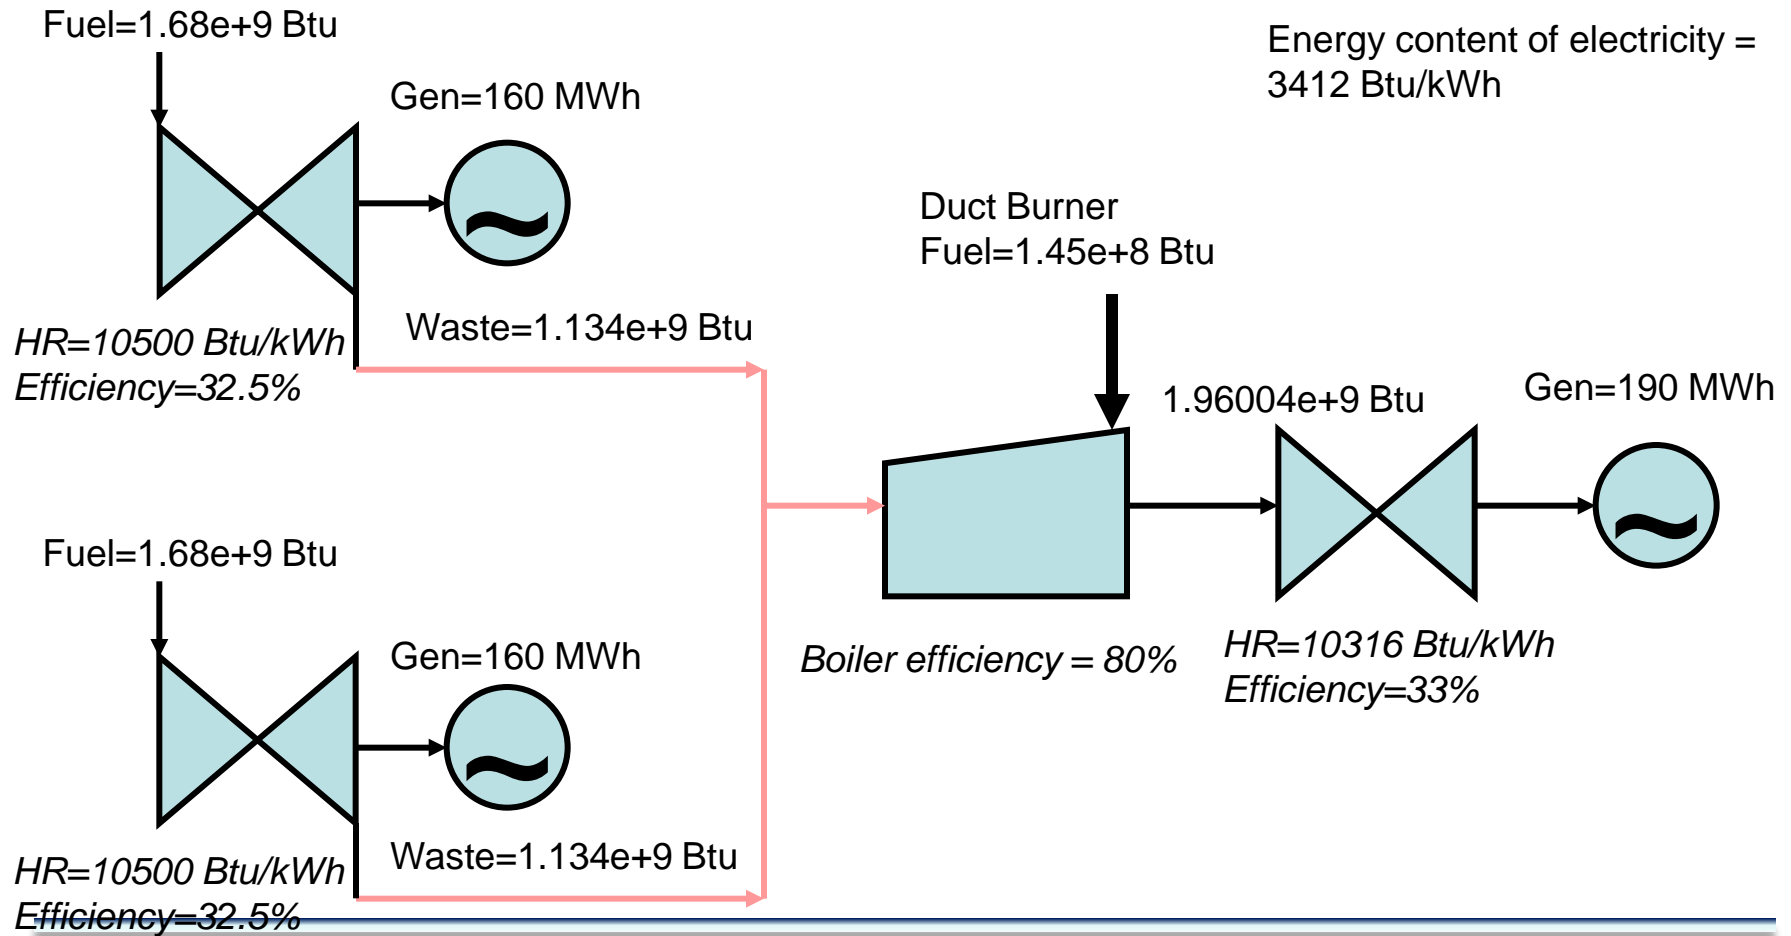 Fuel=1.68e+9 Btu
Energy content of electricity =
3412 Btu/kWh
Gen=160 MWh
Duct Burner
Fuel=1.45e+8 Btu
Waste=1.134e+9 Btu
HR=10500 Btu/kWh
Efficiency=32.5%
1.96004e+9 Btu
Gen=190 MWh
Fuel=1.68e+9 Btu
Gen=160 MWh
Boiler efficiency = 80%
HR=10316 Btu/kWh
Efficiency=33%
Waste=1.134e+9 Btu
HR=10500 Btu/kWh
Efficiency=32.5%